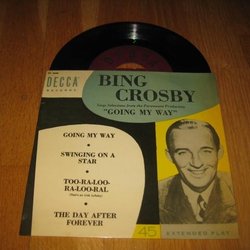 DECCA
RECORDS
BING
CROSBY
Sings Selections from the Paramount Production
"GOING MY WAY"
GOING MY WAY
SWINGING ON A
STAR
TOO-RA-LOO-
RA-LOO-RAL
THE DAY AFTER
FOREVER
45 EXTENDED PLAY